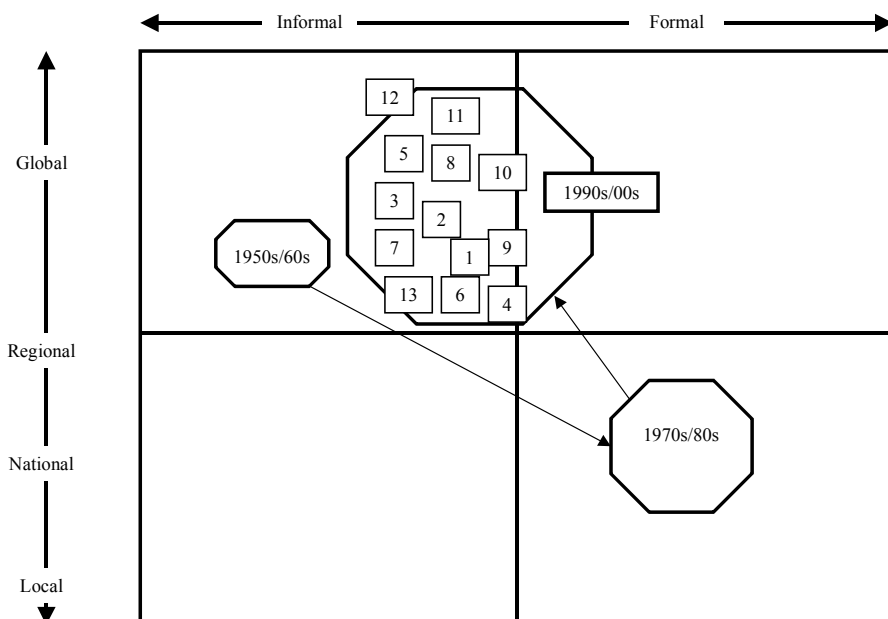 Informal Formal
12
11
Global
5
8
10
1990s/00s
3
2
7
1950s/60s
1
9
13
6
4
Regional
1970s/80s
National
Local